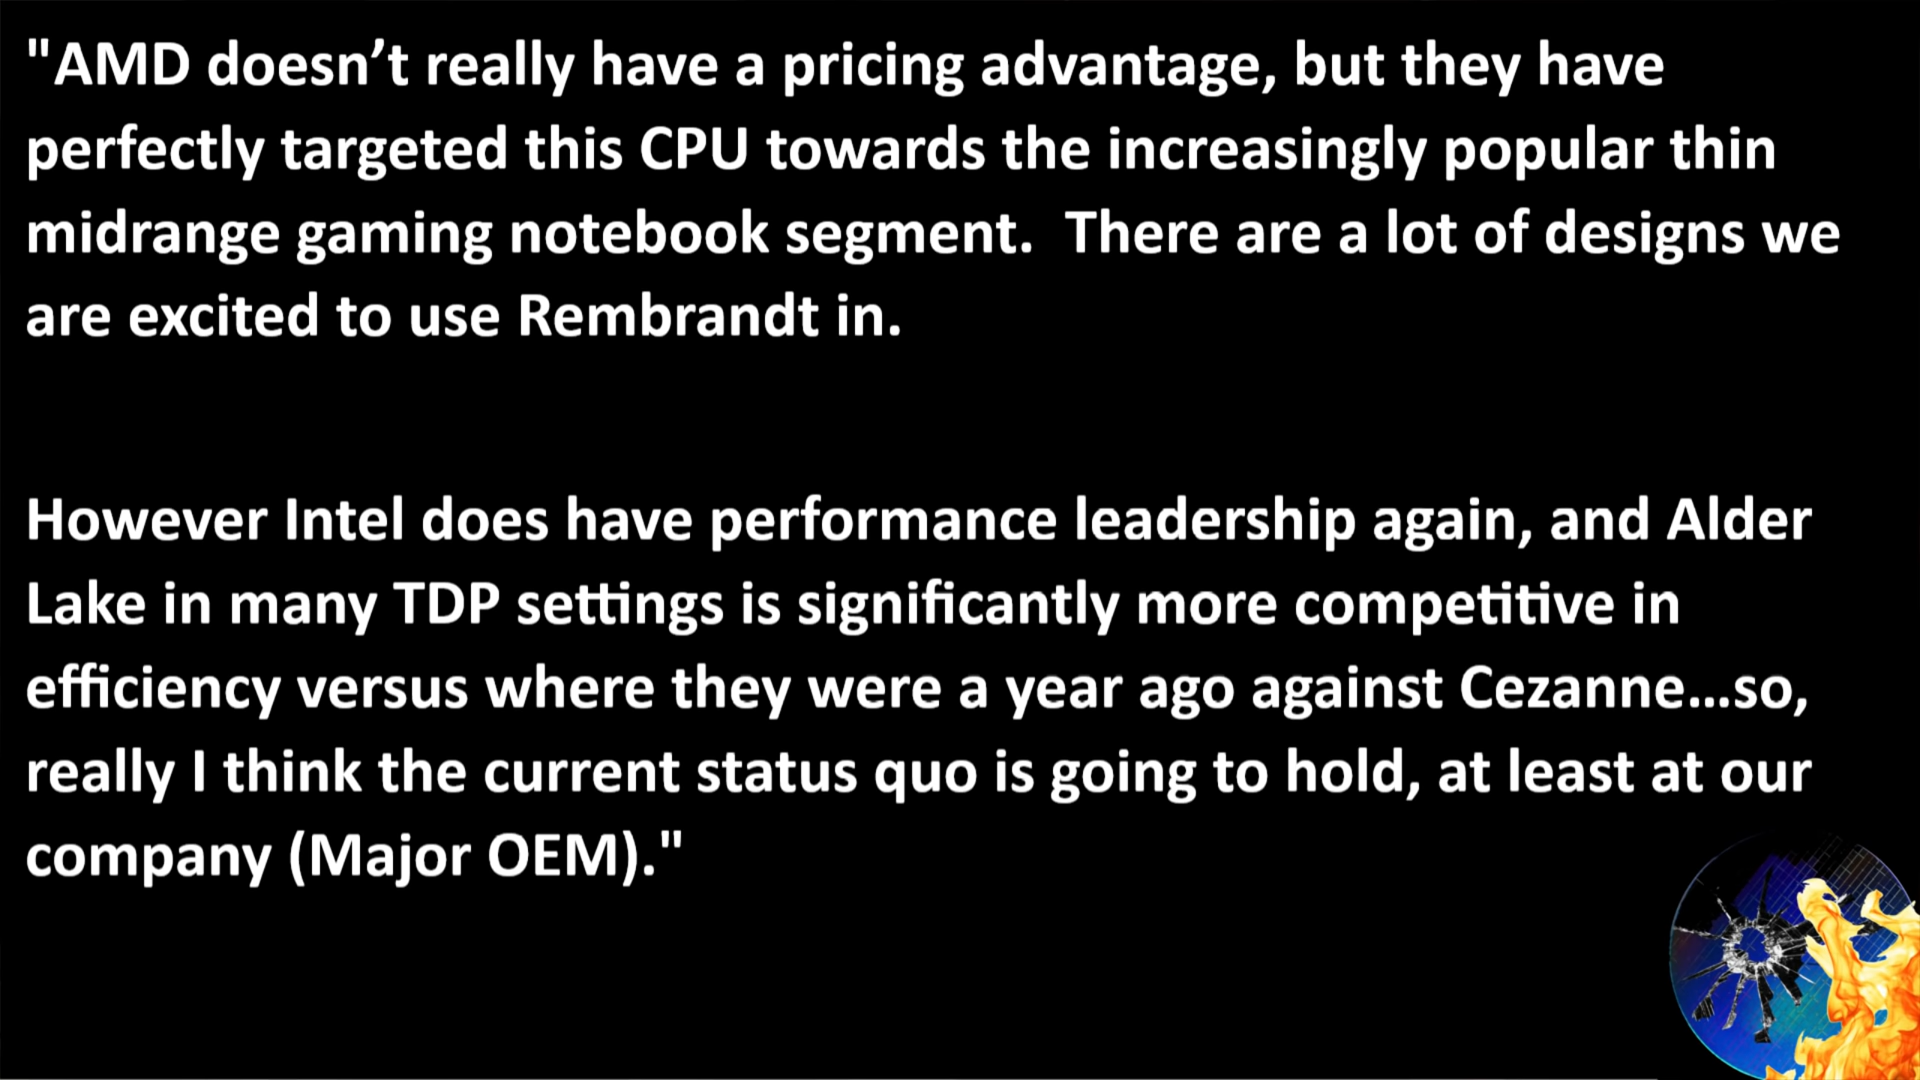 "AMD doesn’t really have a pricing advantage, but they have
perfectly targeted this CPU towards the increasingly popular thin
midrange gaming notebook segment.  There are a lot of designs we
are excited to use Rembrandt in.
However Intel does have performance leadership again, and Alder
Lake in many TDP settings is significantly more competitive in
efficiency versus where they were a year ago against Cezanne...so,
really I think the current status quo is going to hold, at least at our
company (Major OEM)."